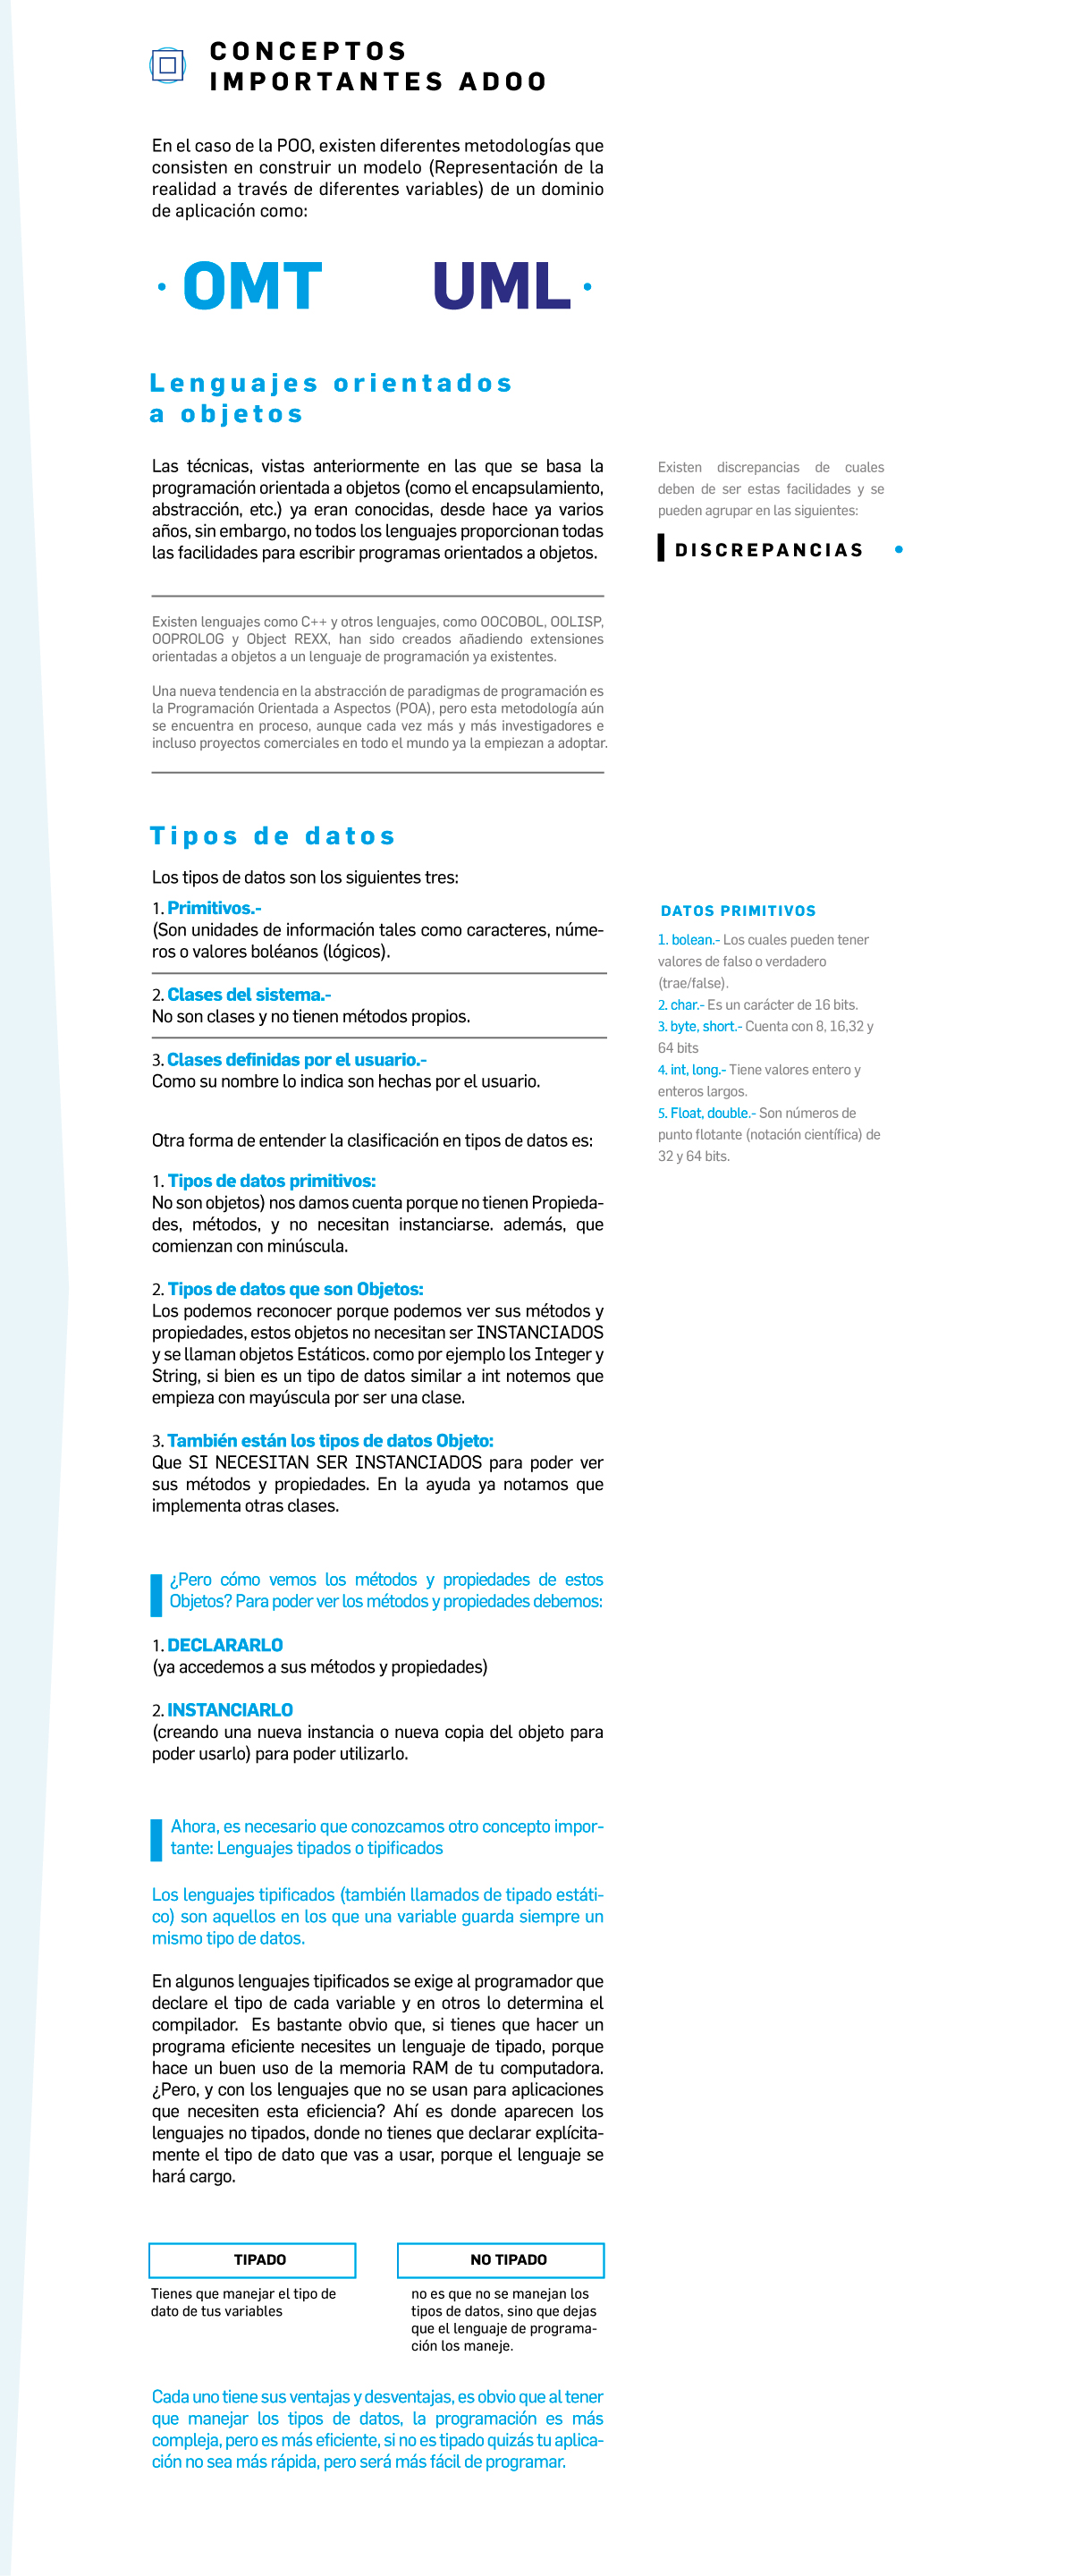 CONCEPTOS
IMPORTANTES ADOO
En el caso de la POO, existen diferentes metodologías que
consisten en construir un modelo (Representación de la
realidad a través de diferentes variables) de un dominio
de aplicación como:
· OMT UML ·
Lenguajes orientados
a objetos
Las técnicas, vistas anteriormente en las que se basa la
programación orientada a objetos (como el encapsulamiento,
abstracción, etc.) ya eran conocidas, desde hace ya varios
años, sin embargo, no todos los lenguajes proporcionan todas
las facilidades para escribir programas orientados a objetos.
Existen discrepancias de cuales
deben de ser estas facilidades y se
pueden agrupar en las siguientes:
DISCREPANCIAS
Existen lenguajes como C++ y otros lenguajes, como OOCOBOL, OOLISP,
OOPROLOG y Object REXX, han sido creados añadiendo extensiones
orientadas a objetos a un lenguaje de programación ya existentes.
Una nueva tendencia en la abstracción de paradigmas de programación es
la Programación Orientada a Aspectos (POA), pero esta metodología aún
se encuentra en proceso, aunque cada vez más y más investigadores e
incluso proyectos comerciales en todo el mundo ya la empiezan a adoptar.
Tipos de datos
Los tipos de datos son los siguientes tres:
1. Primitivos.-
(Son unidades de información tales como caracteres, núme-
ros o valores boléanos (lógicos).
2. Clases del sistema.-
No son clases y no tienen métodos propios.
3. Clases definidas por el usuario.-
Como su nombre lo indica son hechas por el usuario.
DATOS PRIMITIVOS
1. bolean.- Los cuales pueden tener
valores de falso o verdadero
(trae/false).
2. char.- Es un carácter de 16 bits.
3. byte, short.- Cuenta con 8, 16,32 y
64 bits
4. int, long.- Tiene valores entero y
enteros largos.
5. Float, double.- Son números de
punto flotante (notación científica) de
32 y 64 bits.
Otra forma de entender la clasificación en tipos de datos es:
1. Tipos de datos primitivos:
No son objetos) nos damos cuenta porque no tienen Propieda-
des, métodos, y no necesitan instanciarse. además, que
comienzan con minúscula.
2. Tipos de datos que son Objetos:
Los podemos reconocer porque podemos ver sus métodos y
propiedades, estos objetos no necesitan ser INSTANCIADOS
y se llaman objetos Estáticos. como por ejemplo los Integer y
String, si bien es un tipo de datos similar a int notemos que
empieza con mayúscula por ser una clase.
3. También están los tipos de datos Objeto:
Que SI NECESITAN SER INSTANCIADOS para poder ver
sus métodos y propiedades. En la ayuda ya notamos que
implementa otras clases.
¿Pero cómo vemos los métodos y propiedades de estos
Objetos? Para poder ver los métodos y propiedades debemos:
1. DECLARARLO
(ya accedemos a sus métodos y propiedades)
2. INSTANCIARLO
(creando una nueva instancia o nueva copia del objeto para
poder usarlo) para poder utilizarlo.
Ahora, es necesario que conozcamos otro concepto impor-
tante: Lenguajes tipados o tipificados
Los lenguajes tipificados (también llamados de tipado estáti-
co) son aquellos en los que una variable guarda siempre un
mismo tipo de datos.
En algunos lenguajes tipificados se exige al programador que
declare el tipo de cada variable y en otros lo determina el
compilador. Es bastante obvio que, si tienes que hacer un
programa eficiente necesites un lenguaje de tipado, porque
hace un buen uso de la memoria RAM de tu computadora.
¿Pero, y con los lenguajes que no se usan para aplicaciones
que necesiten esta eficiencia? Ahí es donde aparecen los
lenguajes no tipados, donde no tienes que declarar explícita-
mente el tipo de dato que vas a usar, porque el lenguaje se
hará cargo.
TIPADO
Tienes que manejar el tipo de
dato de tus variables
NO TIPADO
no es que no se manejan los
tipos de datos, sino que dejas
que el lenguaje de programa-
ción los maneje.
Cada uno tiene sus ventajas y desventajas, es obvio que al tener
que manejar los tipos de datos, la programación es más
compleja, pero es más eficiente, si no es tipado quizás tu aplica-
ción no sea más rápida, pero será más fácil de programar.